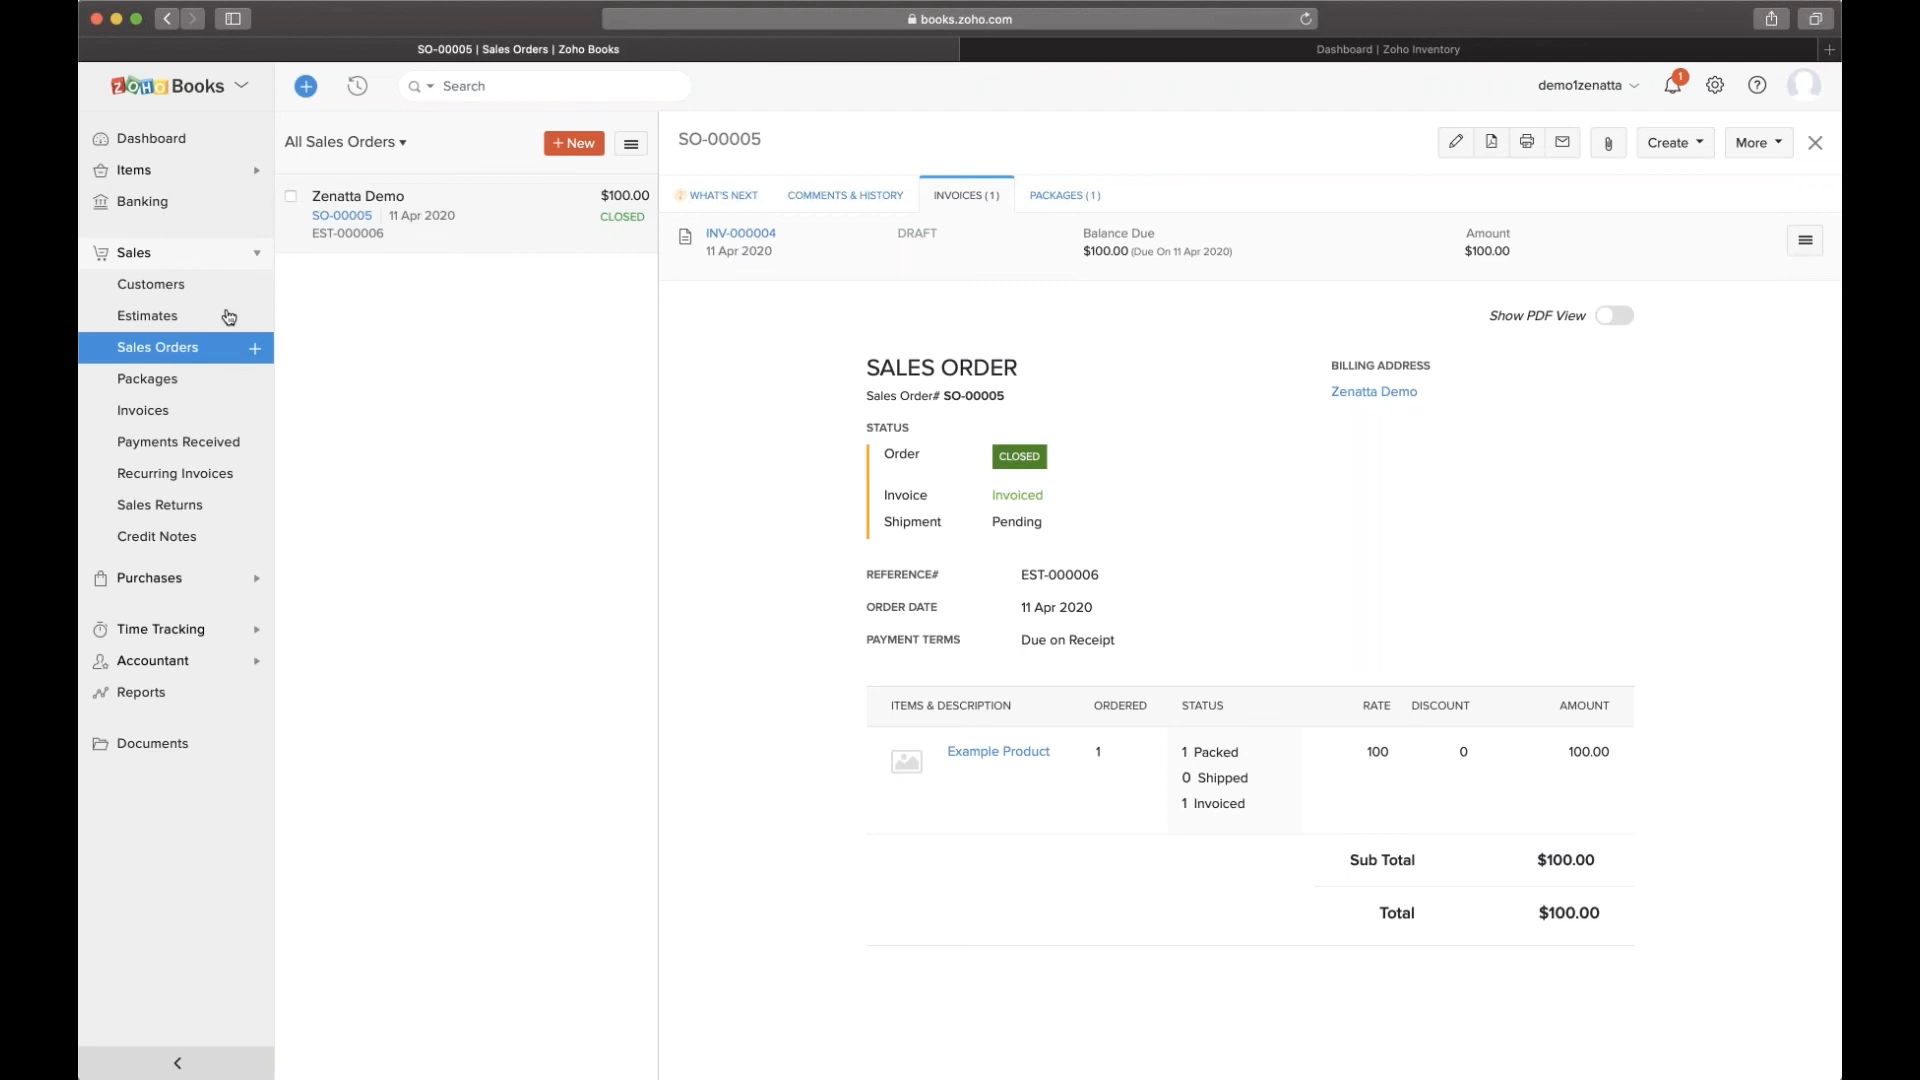 books.zoho.com
SO-00005 | Sales Orders | Zoho Books
Dashboard | Zoho Inventory
ZOHO Books
Search
demo1zenatta
1
Dashboard
Items
Banking
Sales
Customers
Estimates
Sales Orders
Packages
Invoices
Payments Received
Recurring Invoices
Sales Returns
Credit Notes
Purchases
Time Tracking
Accountant
Reports
Documents
All Sales Orders
+ New
Zenatta Demo $100.00
SO-00005 | 11 Apr 2020 CLOSED
EST-000006
SO-00005
Create
More
WHAT'S NEXT
COMMENTS & HISTORY
INVOICES (1)
PACKAGES (1)
INV-000004 DRAFT Balance Due Amount
11 Apr 2020 $100.00 (Due On 11 Apr 2020) $100.00
Show PDF View
SALES ORDER
Sales Order# SO-00005
BILLING ADDRESS
Zenatta Demo
STATUS
Order CLOSED
Invoice Invoiced
Shipment Pending
REFERENCE# EST-000006
ORDER DATE 11 Apr 2020
PAYMENT TERMS Due on Receipt
ITEMS & DESCRIPTION ORDERED STATUS RATE DISCOUNT AMOUNT
Example Product 1 1 Packed 100 0 100.00
0 Shipped
1 Invoiced
Sub Total $100.00
Total $100.00